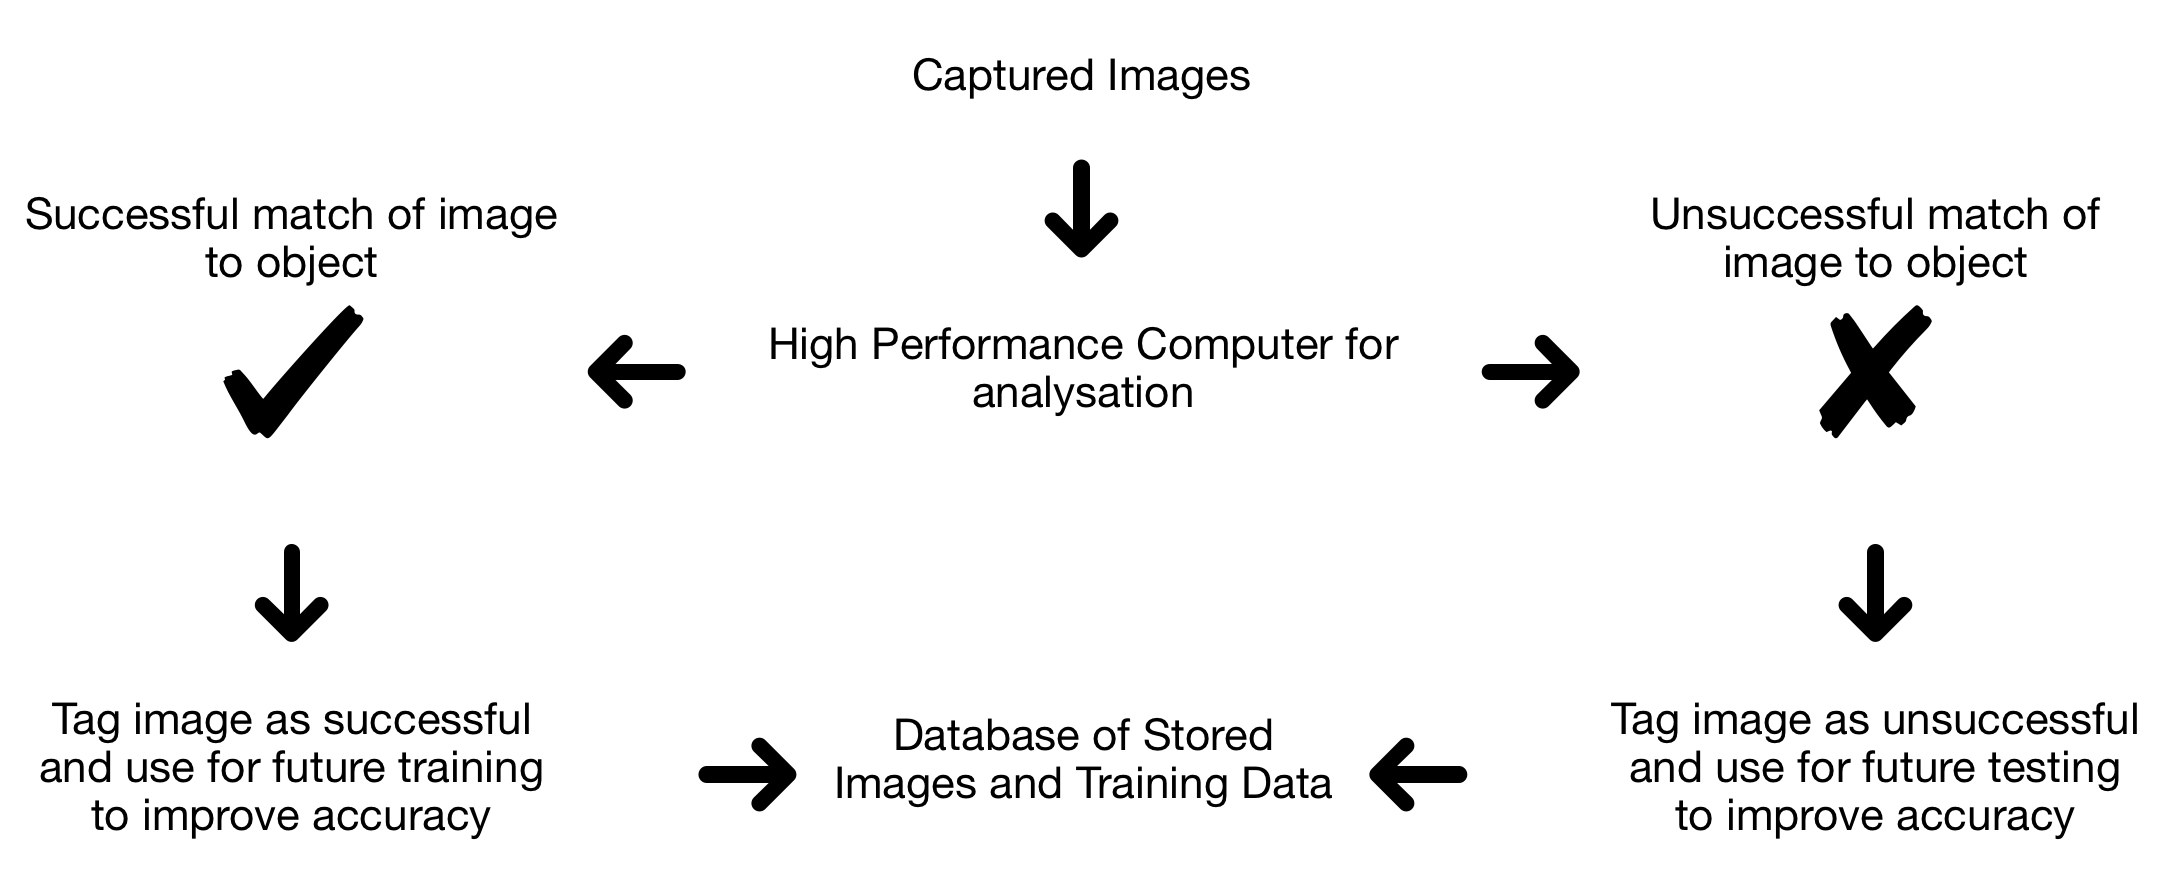 Captured Images
Successful match of image
to object
Unsuccessful match of
image to object
High Performance Computer for
analysation
Tag image as successful
and use for future training
to improve accuracy
Database of Stored
Images and Training Data
Tag image as unsuccessful
and use for future testing
to improve accuracy